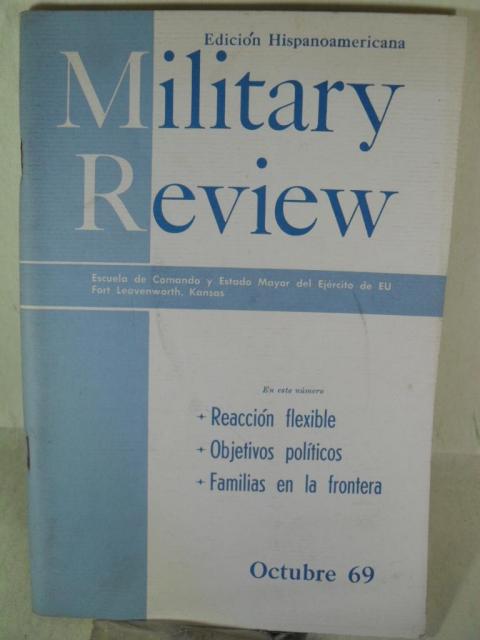 Edición Hispanoamericana
Military
Review
Escuela de Comando y Estado Mayor del Ejército de EU
Fort Leavenworth, Kansas
En este número
+ Reacción flexible
+ Objetivos políticos
+ Familias en la frontera
Octubre 69